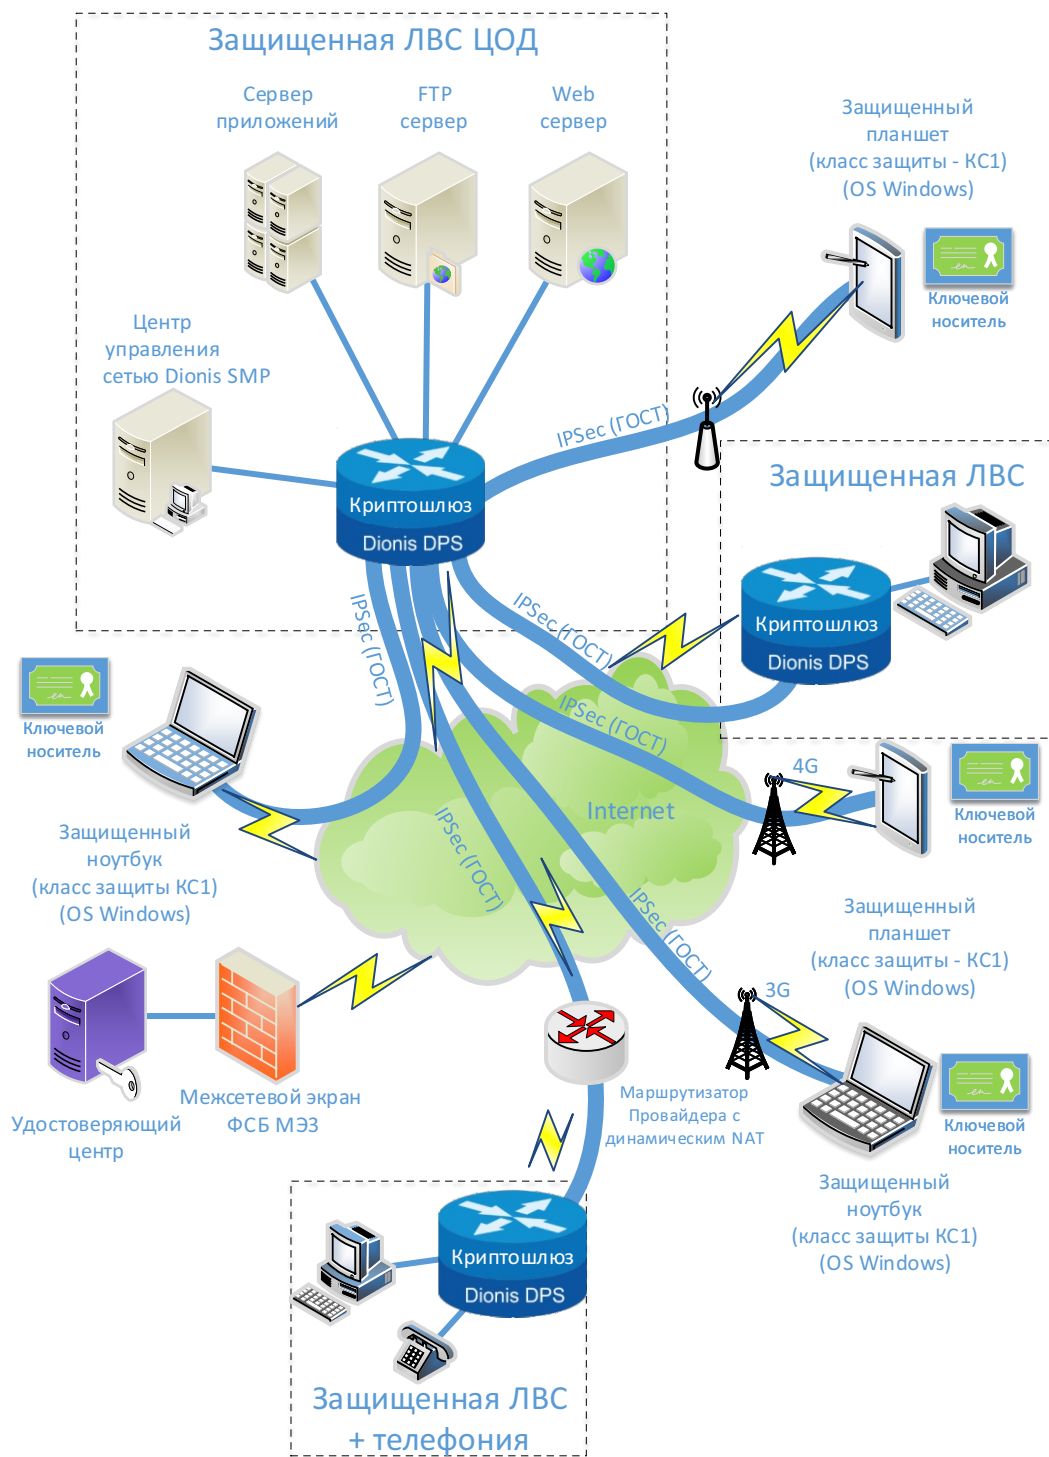 Защищенная ЛВС ЦОД
Сервер
приложений
FTP
сервер
Web
сервер
Защищенный
планшет
(класс защиты - КС1)
(OS Windows)
Ключевой
носитель
Центр
управления
сетью Dionis SMP
IPSec (ГОСТ)
Криптошлюз
Dionis DPS
Защищенная ЛВС
Криптошлюз
Dionis DPS
IPSec (ГОСТ)
IPSec (ГОСТ)
IPSec (ГОСТ)
Ключевой
носитель
Защищенный
ноутбук
(класс защиты КС1)
(OS Windows)
Internet
4G
Ключевой
носитель
IPSec (ГОСТ)
IPSec (ГОСТ)
Защищенный
планшет
(класс защиты - КС1)
(OS Windows)
3G
Удостоверяющий
центр
Межсетевой экран
ФСБ МЭ3
Маршрутизатор
Провайдера с
динамическим NAT
Ключевой
носитель
Защищенный
ноутбук
(класс защиты КС1)
(OS Windows)
Криптошлюз
Dionis DPS
Защищенная ЛВС
+ телефония